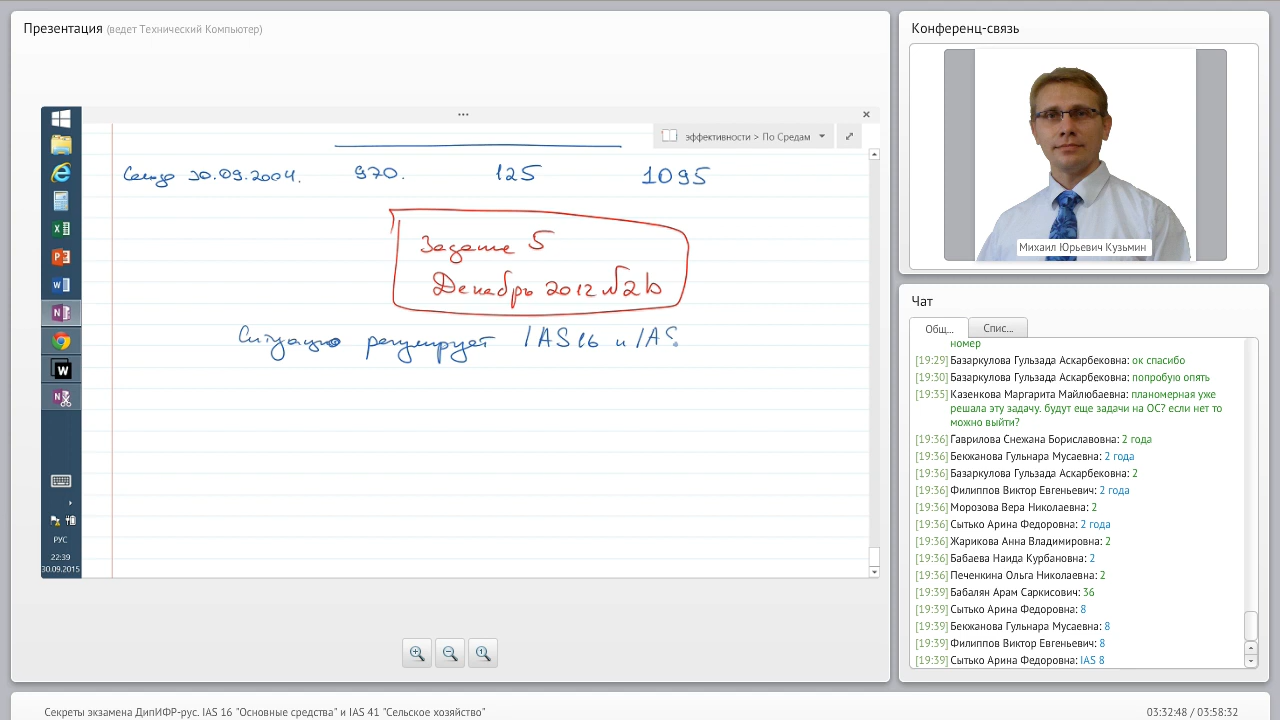 Презентация (ведет Технический Компьютер)
эффективности > По Средам
Сальдо 30.09.2004. 970. 125 1095
Задание 5
Декабрь 2012 №2b
Ситуацию регулирует IAS 16 и IAS
РУС
22:39
30.09.2015
Конференц-связь
Михаил Юрьевич Кузьмин
Чат
Общ... Спис...
номер
[19:29] Базаркулова Гульзада Аскарбековна: ок спасибо
[19:30] Базаркулова Гульзада Аскарбековна: попробую опять
[19:35] Казенкова Маргарита Майлюбаевна: планомерная уже
решала эту задачу. будут еще задачи на ОС? если нет то
можно выйти?
[19:36] Гаврилова Снежана Бориславовна: 2 года
[19:36] Бекжанова Гульнара Мусаевна: 2 года
[19:36] Базаркулова Гульзада Аскарбековна: 2
[19:36] Филиппов Виктор Евгеньевич: 2 года
[19:36] Морозова Вера Николаевна: 2
[19:36] Сытько Арина Федоровна: 2 года
[19:36] Жарикова Анна Владимировна: 2
[19:36] Бабаева Наида Курбановна: 2
[19:36] Печенкина Ольга Николаевна: 2
[19:39] Бабалян Арам Саркисович: 36
[19:39] Сытько Арина Федоровна: 8
[19:39] Бекжанова Гульнара Мусаевна: 8
[19:39] Филиппов Виктор Евгеньевич: 8
[19:39] Сытько Арина Федоровна: IAS 8
Секреты экзамена ДипИФР-рус. IAS 16 "Основные средства" и IAS 41 "Сельское хозяйство"
03:32:48 / 03:58:32